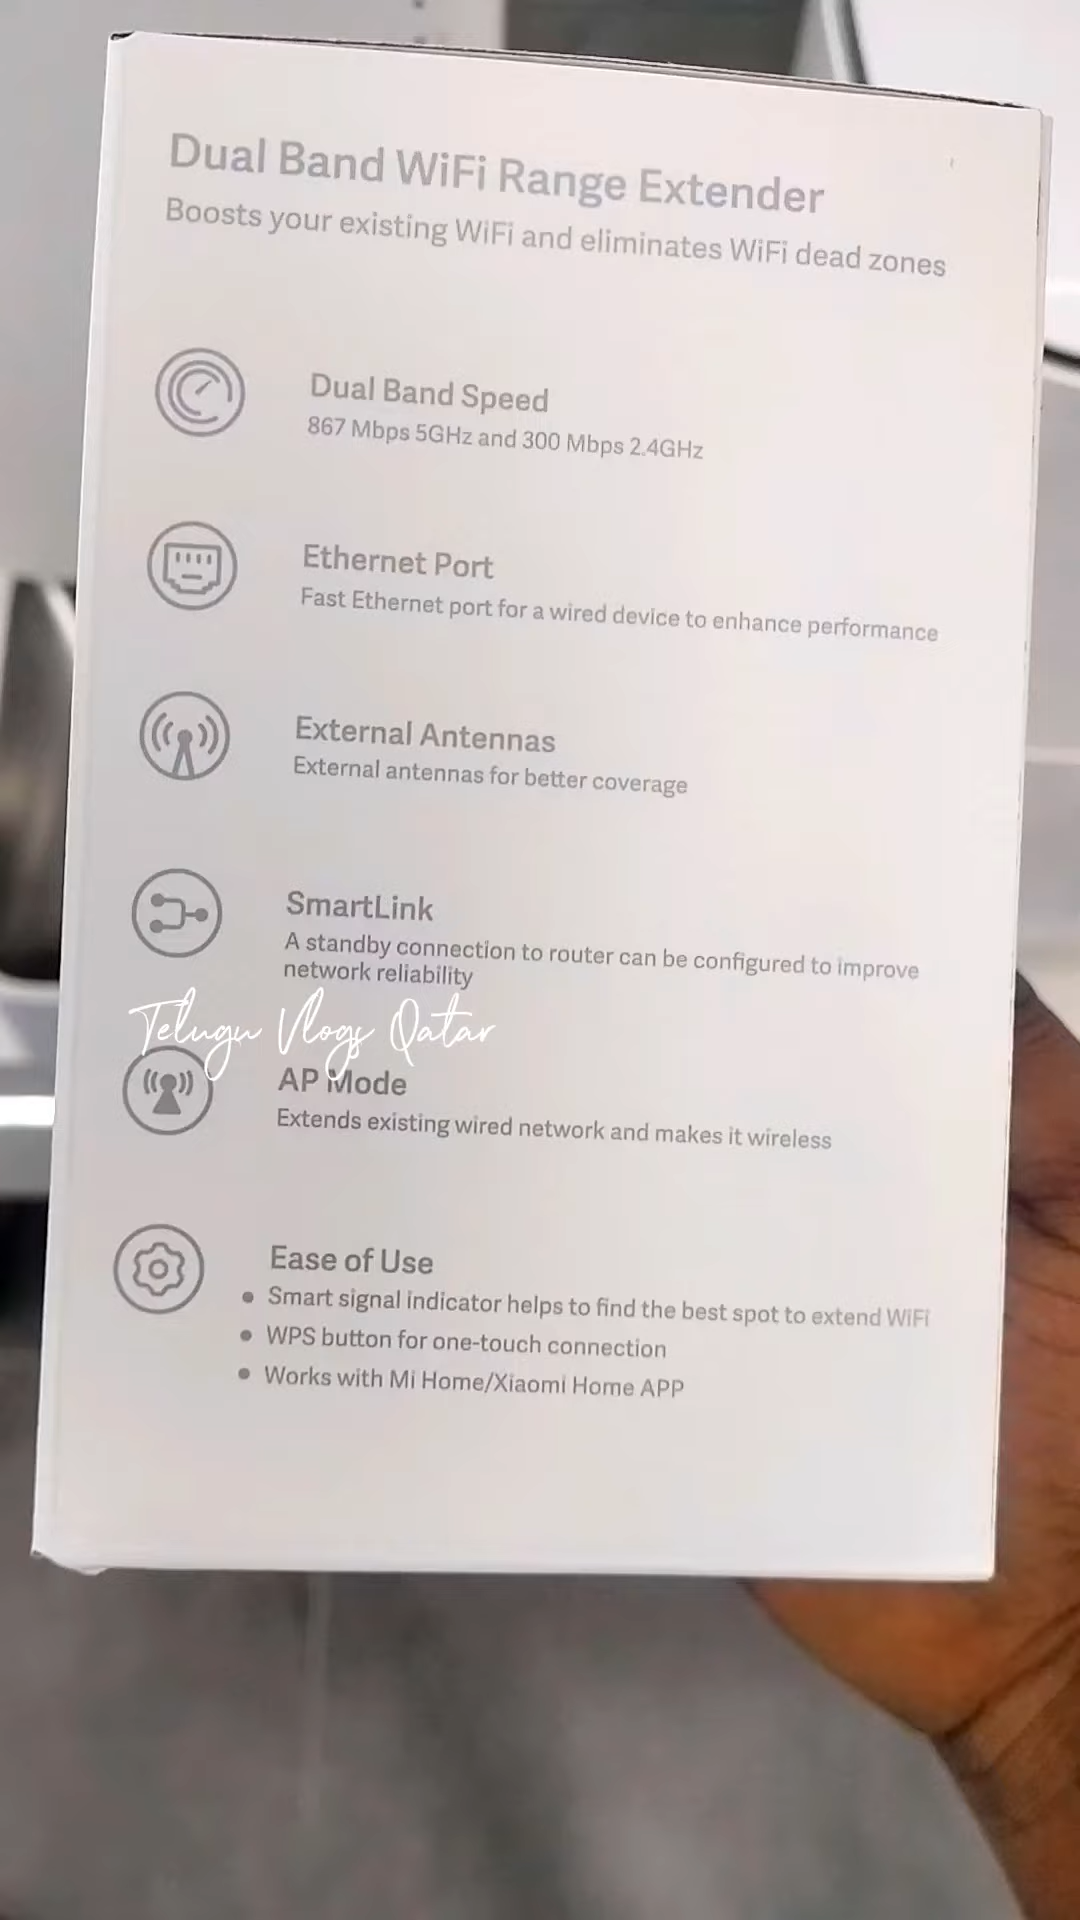 Dual Band WiFi Range Extender
Boosts your existing WiFi and eliminates WiFi dead zones
Dual Band Speed
867 Mbps 5GHz and 300 Mbps 2.4GHz
Ethernet Port
Fast Ethernet port for a wired device to enhance performance
External Antennas
External antennas for better coverage
SmartLink
A standby connection to router can be configured to improve
network reliability
Telugu Vlogs Qatar
AP Mode
Extends existing wired network and makes it wireless
Ease of Use
• Smart signal indicator helps to find the best spot to extend WiFi
• WPS button for one-touch connection
• Works with Mi Home/Xiaomi Home APP